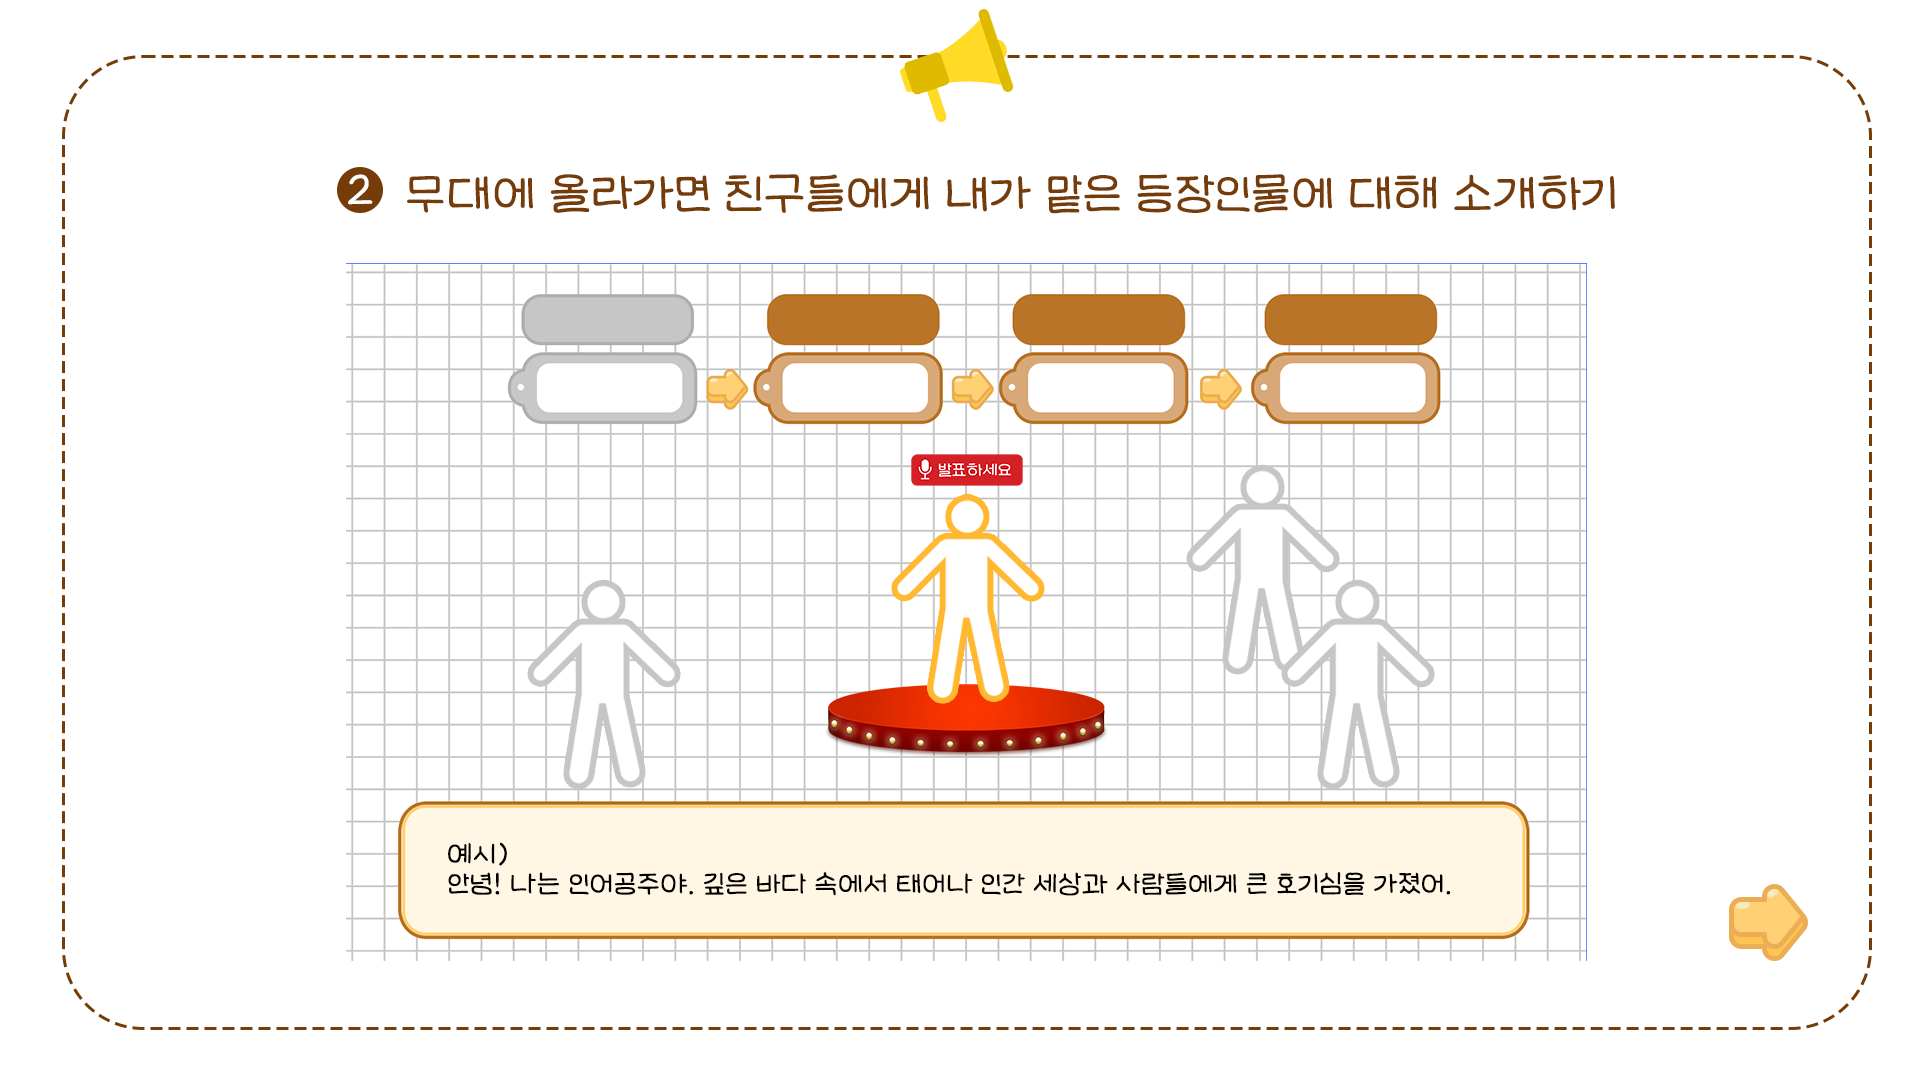 2 무대에 올라가면 친구들에게 내가 맡은 등장인물에 대해 소개하기
발표하세요
예시)
안녕! 나는 인어공주야. 깊은 바다 속에서 태어나 인간 세상과 사람들에게 큰 호기심을 가졌어.